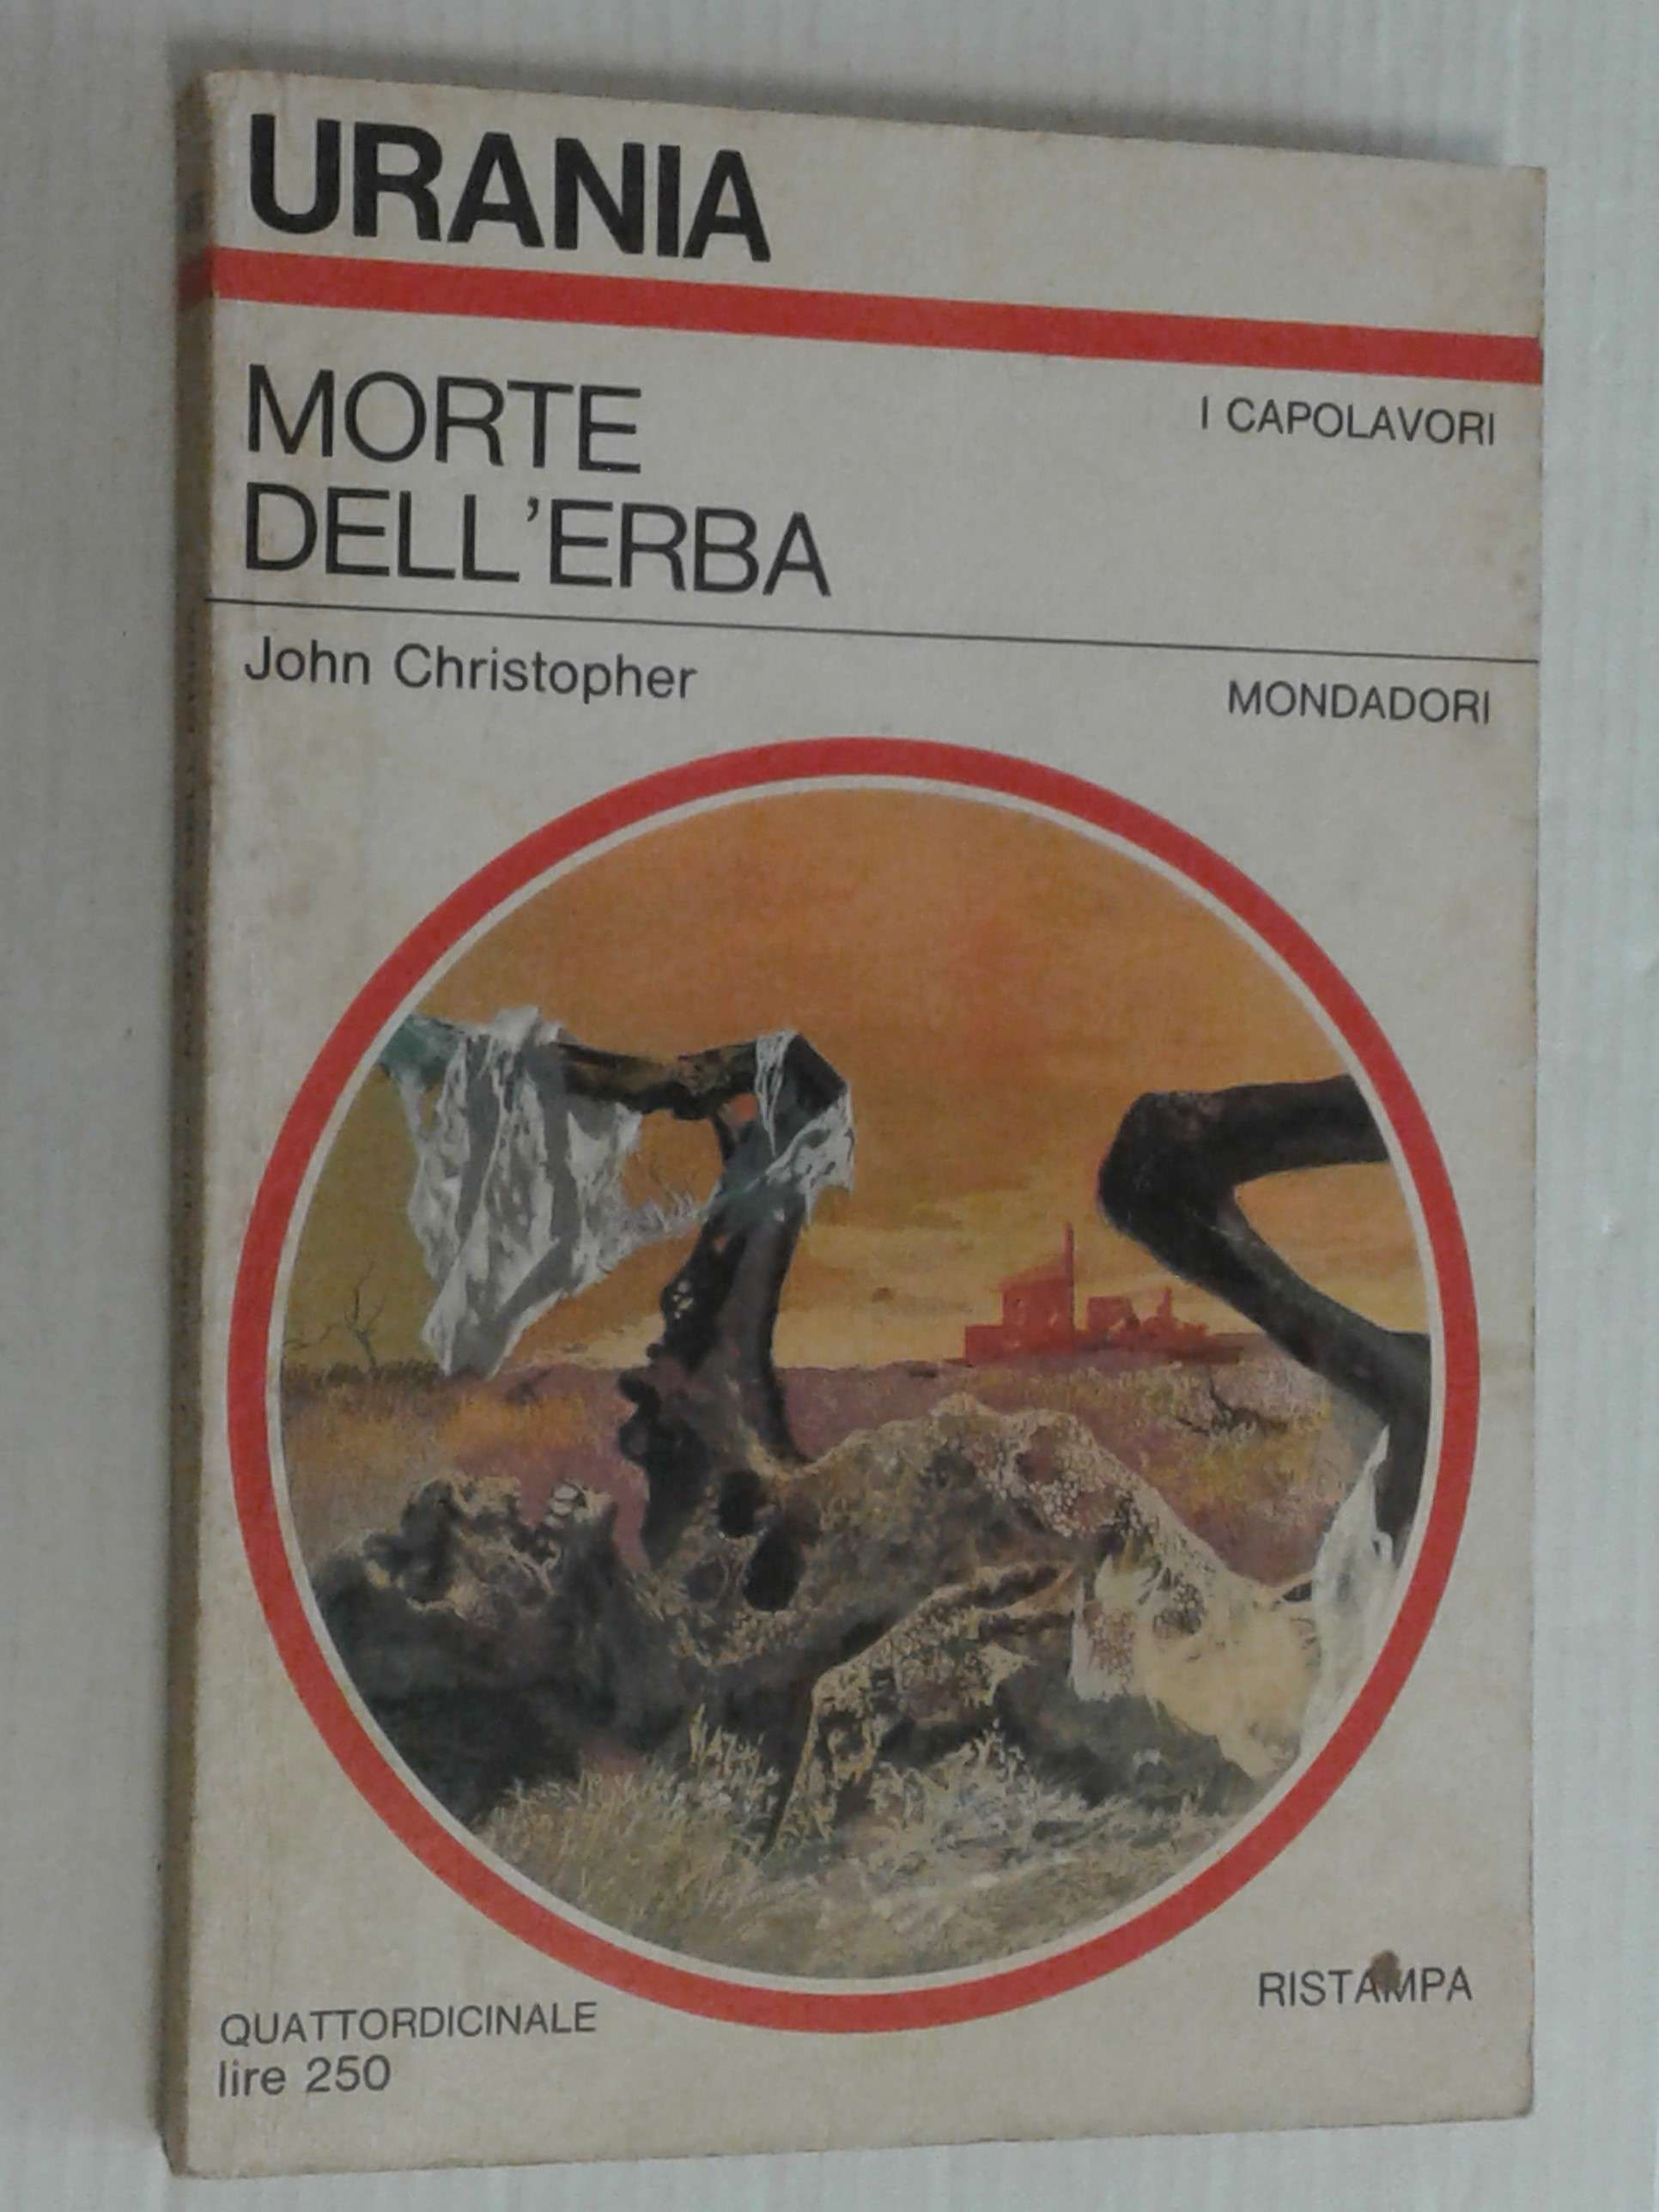 URANIA
MORTE
DELL'ERBA
I CAPOLAVORI
John Christopher
MONDADORI
RISTAMPA
QUATTORDICINALE
lire 250